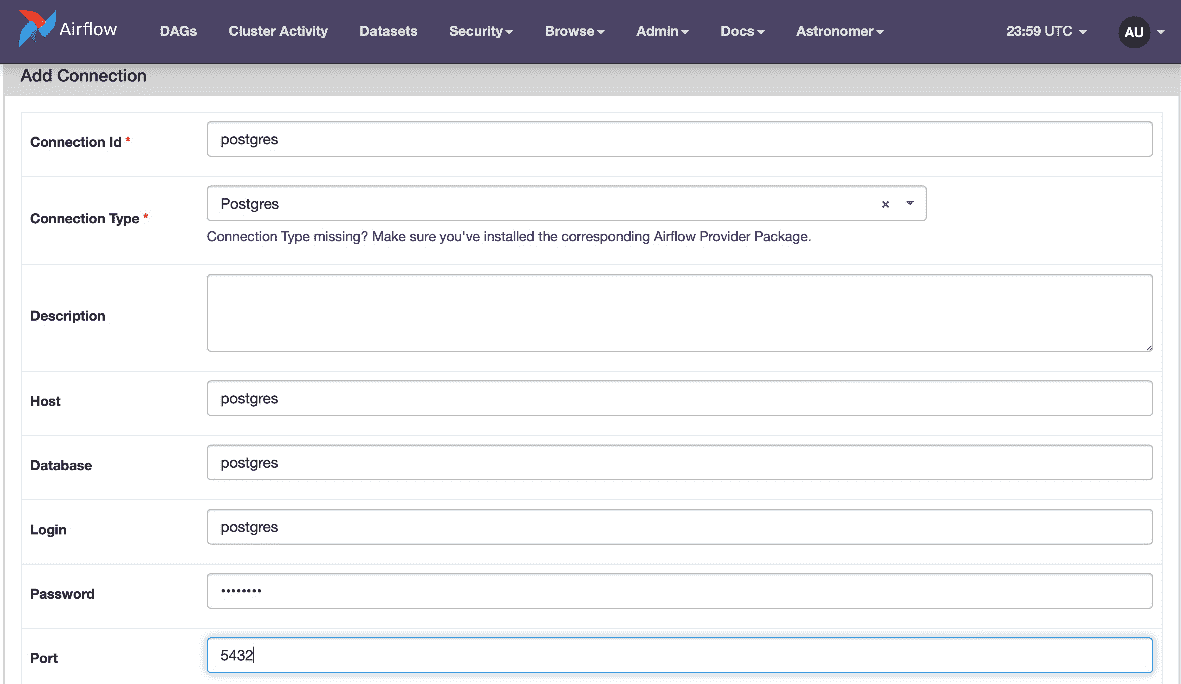 Airflow DAGs Cluster Activity Datasets Security Browse Admin Docs Astronomer 23:59 UTC AU
Add Connection
Connection Id * postgres
Connection Type * Postgres × 
Connection Type missing? Make sure you've installed the corresponding Airflow Provider Package.
Description
Host postgres
Database postgres
Login postgres
Password ••••••••
Port 5432